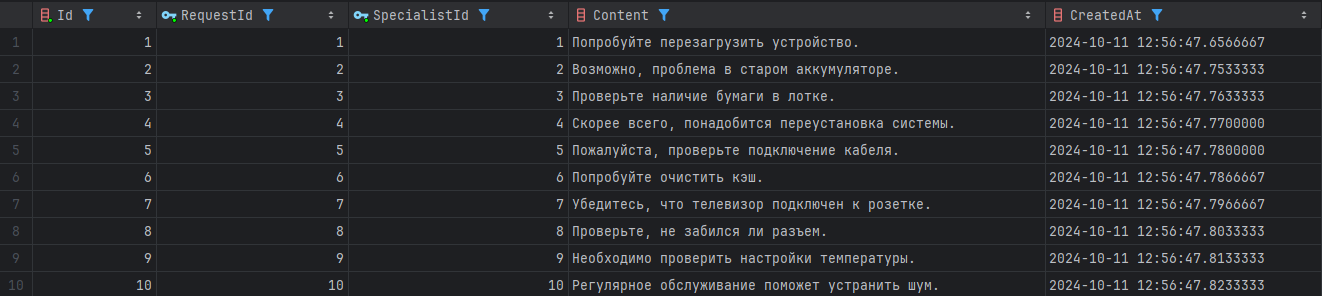 Id RequestId SpecialistId Content CreatedAt
1 1 1 1 Попробуйте перезагрузить устройство. 2024-10-11 12:56:47.6566667
2 2 2 2 Возможно, проблема в старом аккумуляторе. 2024-10-11 12:56:47.7533333
3 3 3 3 Проверьте наличие бумаги в лотке. 2024-10-11 12:56:47.7633333
4 4 4 4 Скорее всего, понадобится переустановка системы. 2024-10-11 12:56:47.7700000
5 5 5 5 Пожалуйста, проверьте подключение кабеля. 2024-10-11 12:56:47.7800000
6 6 6 6 Попробуйте очистить кэш. 2024-10-11 12:56:47.7866667
7 7 7 7 Убедитесь, что телевизор подключен к розетке. 2024-10-11 12:56:47.7966667
8 8 8 8 Проверьте, не забился ли разъем. 2024-10-11 12:56:47.8033333
9 9 9 9 Необходимо проверить настройки температуры. 2024-10-11 12:56:47.8133333
10 10 10 10 Регулярное обслуживание поможет устранить шум. 2024-10-11 12:56:47.8233333